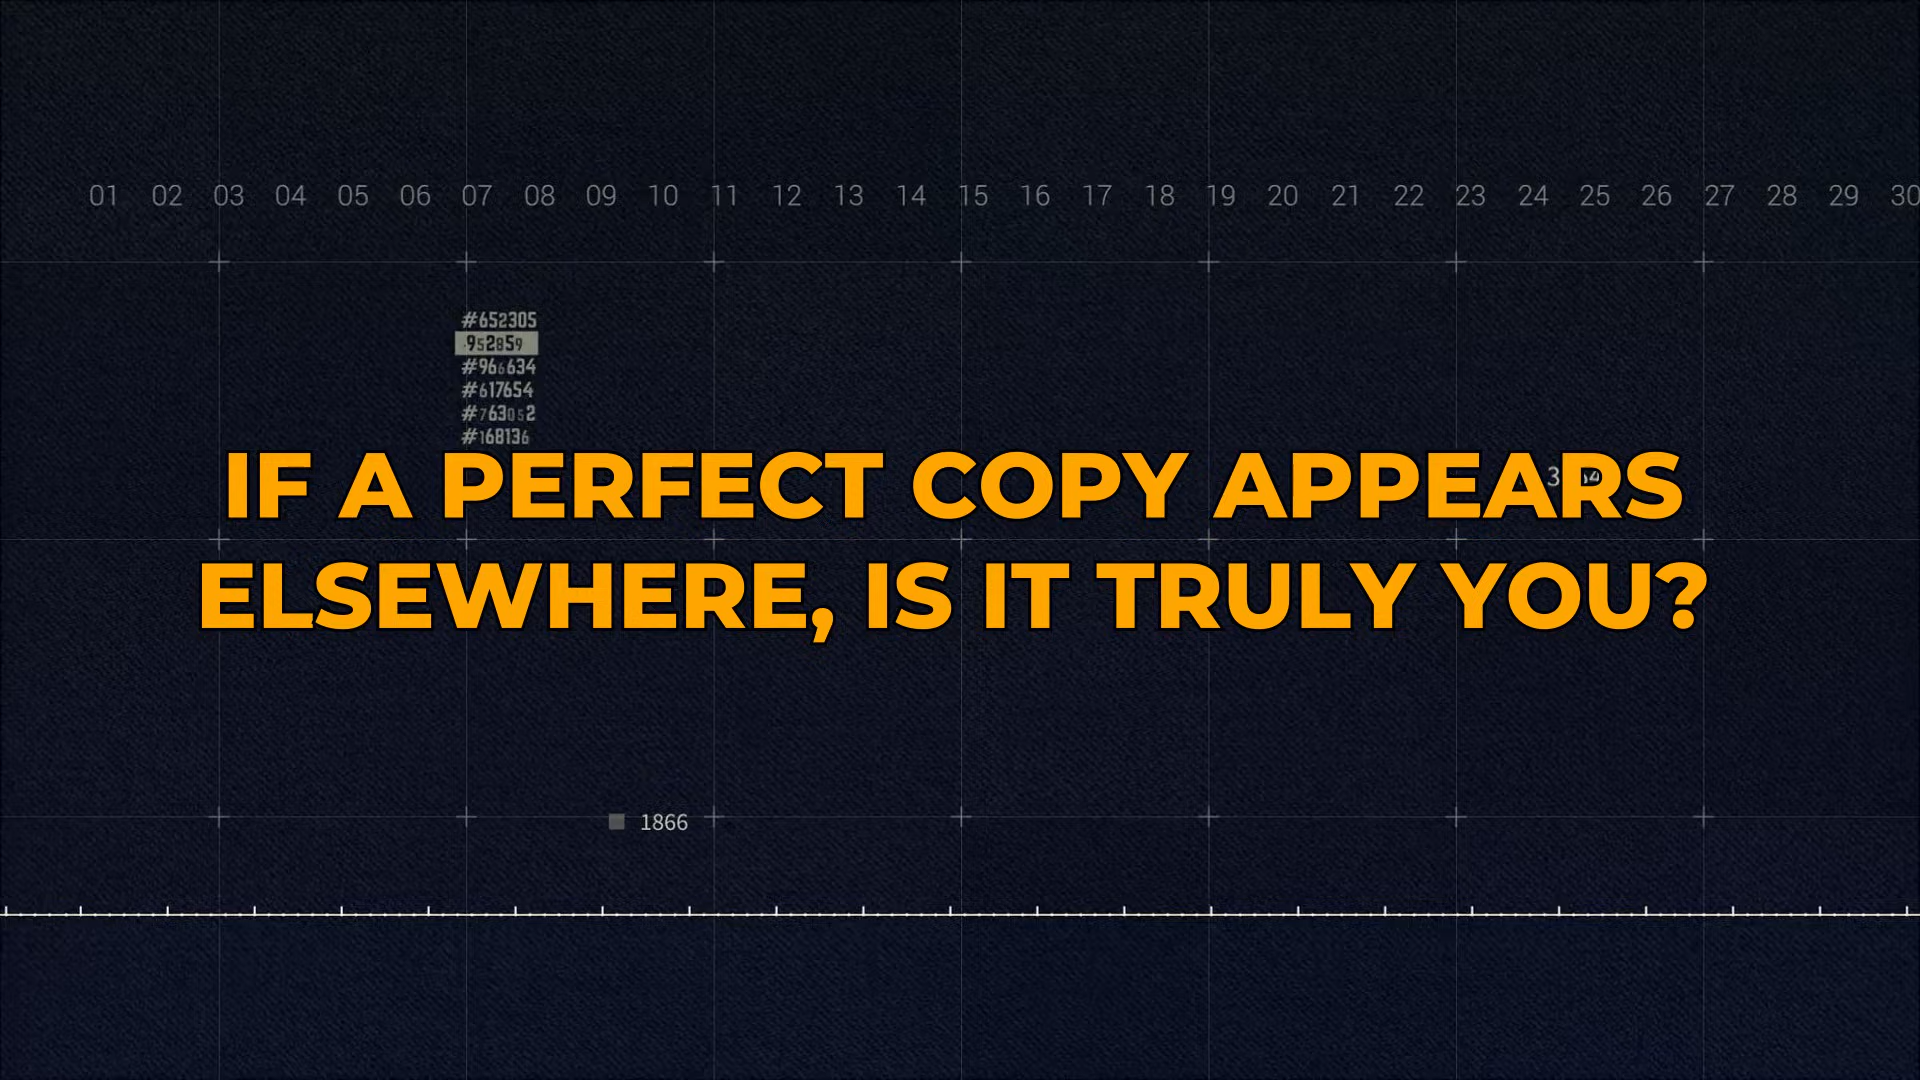 01 02 03 04 05 06 07 08 09 10 11 12 13 14 15 16 17 18 19 20 21 22 23 24 25 26 27 28 29 30
#652305
952859
#966634
#617654
#763052
#168136
IF A PERFECT COPY APPEARS
ELSEWHERE, IS IT TRULY YOU?
1866